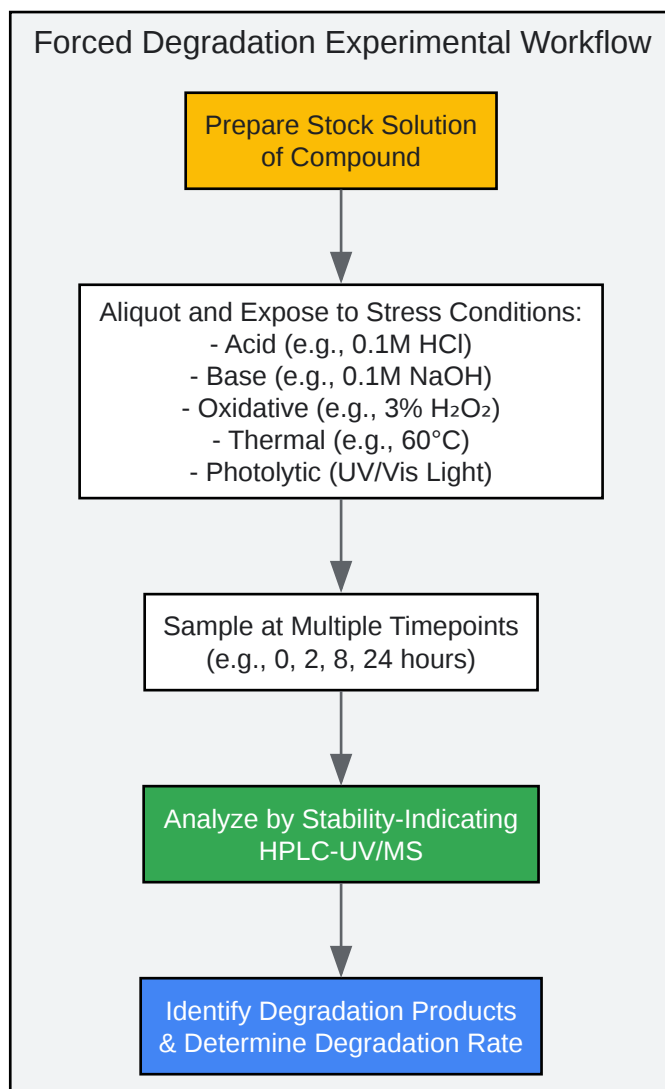 Forced Degradation Experimental Workflow
Prepare Stock Solution
of Compound
Aliquot and Expose to Stress Conditions:
- Acid (e.g., 0.1M HCl)
- Base (e.g., 0.1M NaOH)
- Oxidative (e.g., 3% H₂O₂)
- Thermal (e.g., 60°C)
- Photolytic (UV/Vis Light)
Sample at Multiple Timepoints
(e.g., 0, 2, 8, 24 hours)
Analyze by Stability-Indicating
HPLC-UV/MS
Identify Degradation Products
& Determine Degradation Rate